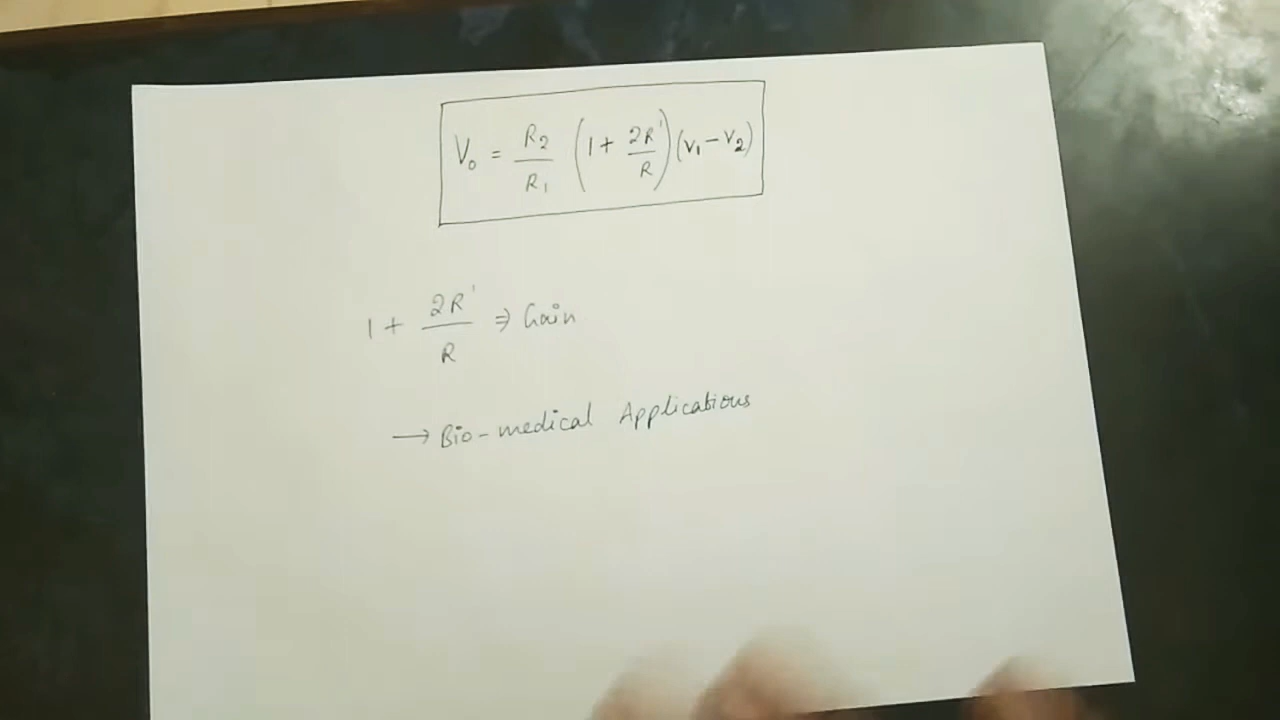 V₀ = R₂/R₁ (1 + 2R'/R) (V₁ - V₂)
1 + 2R'/R ⇒ Gain
→ Bio-medical Applications